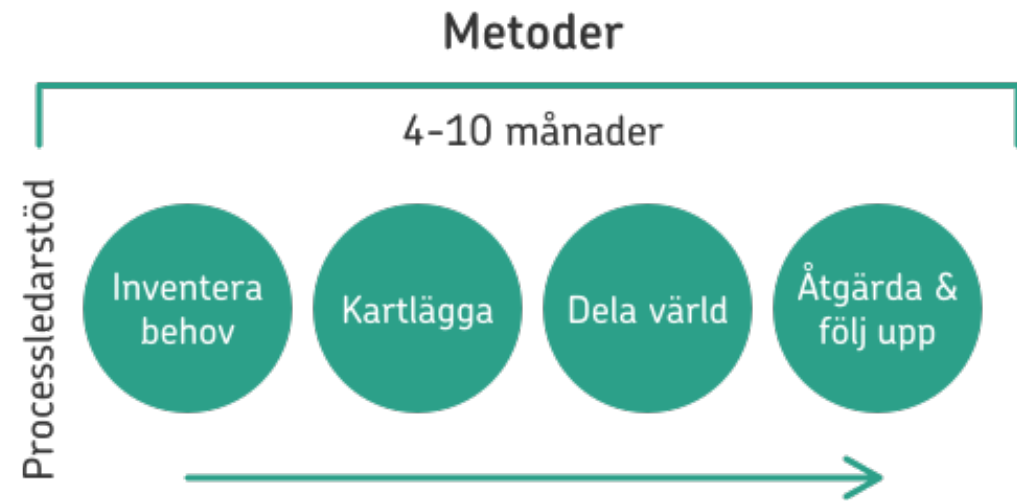 Metoder
4-10 månader
Processledarstöd
Inventera
behov
Kartlägga
Dela värld
Åtgärda &
följ upp